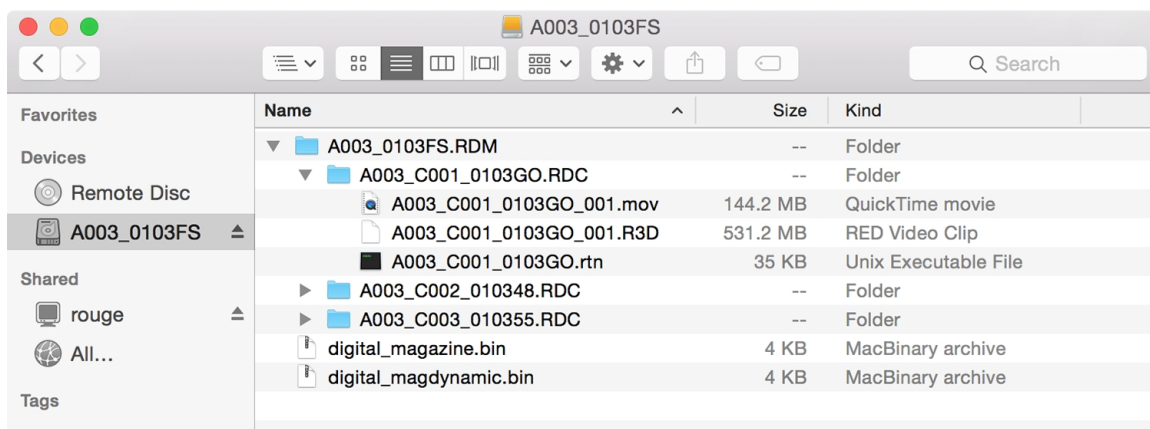 A003_0103FS
Search
Favorites
Devices
Remote Disc
A003_0103FS
Shared
rouge
All...
Tags
Name Size Kind
A003_0103FS.RDM -- Folder
A003_C001_0103GO.RDC -- Folder
A003_C001_0103GO_001.mov 144.2 MB QuickTime movie
A003_C001_0103GO_001.R3D 531.2 MB RED Video Clip
A003_C001_0103GO.rtn 35 KB Unix Executable File
A003_C002_010348.RDC -- Folder
A003_C003_010355.RDC -- Folder
digital_magazine.bin 4 KB MacBinary archive
digital_magdynamic.bin 4 KB MacBinary archive